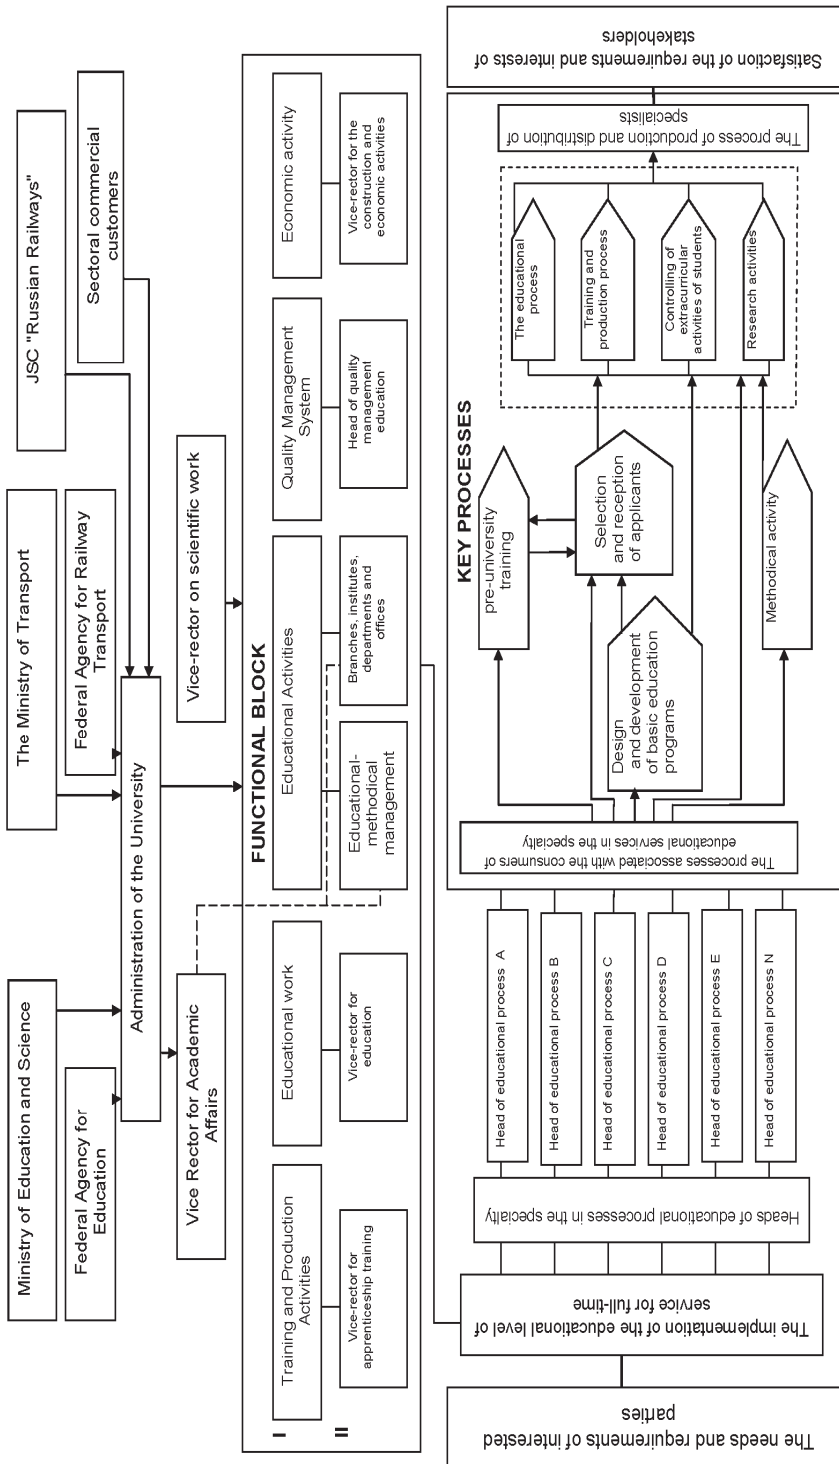 Ministry of Education and Science
Federal Agency for
Education
The Ministry of Transport
Federal Agency for Railway
Transport
JSC "Russian Railways"
Sectoral commercial
customers
Administration of the University
Vice Rector for Academic
Affairs
Vice-rector on scientific work
FUNCTIONAL BLOCK
I
Training and Production
Activities
Educational work
Educational Activities
Quality Management
System
Economic activity
II
Vice-rector for
apprenticeship training
Vice-rector for
education
Educational-
methodical
management
Branches, institutes,
departments and
offices
Head of quality
management
education
Vice-rector for the
construction and
economic activities
The needs and requirements of interested
parties
The implementation of the educational level of
service for full-time
Heads of educational processes in the specialty
Head of educational process A
Head of educational process B
Head of educational process C
Head of educational process D
Head of educational process E
Head of educational process N
KEY PROCESSES
The processes associated with the consumers of
educational services in the specialty
pre-university
training
Design
and development
of basic education
programs
Selection
and reception
of applicants
Methodical activity
The educational
process
Training and
production process
Controlling of
extracurricular
activities of students
Research activities
The process of production and distribution of
specialists
Satisfaction of the requirements and interests of
stakeholders